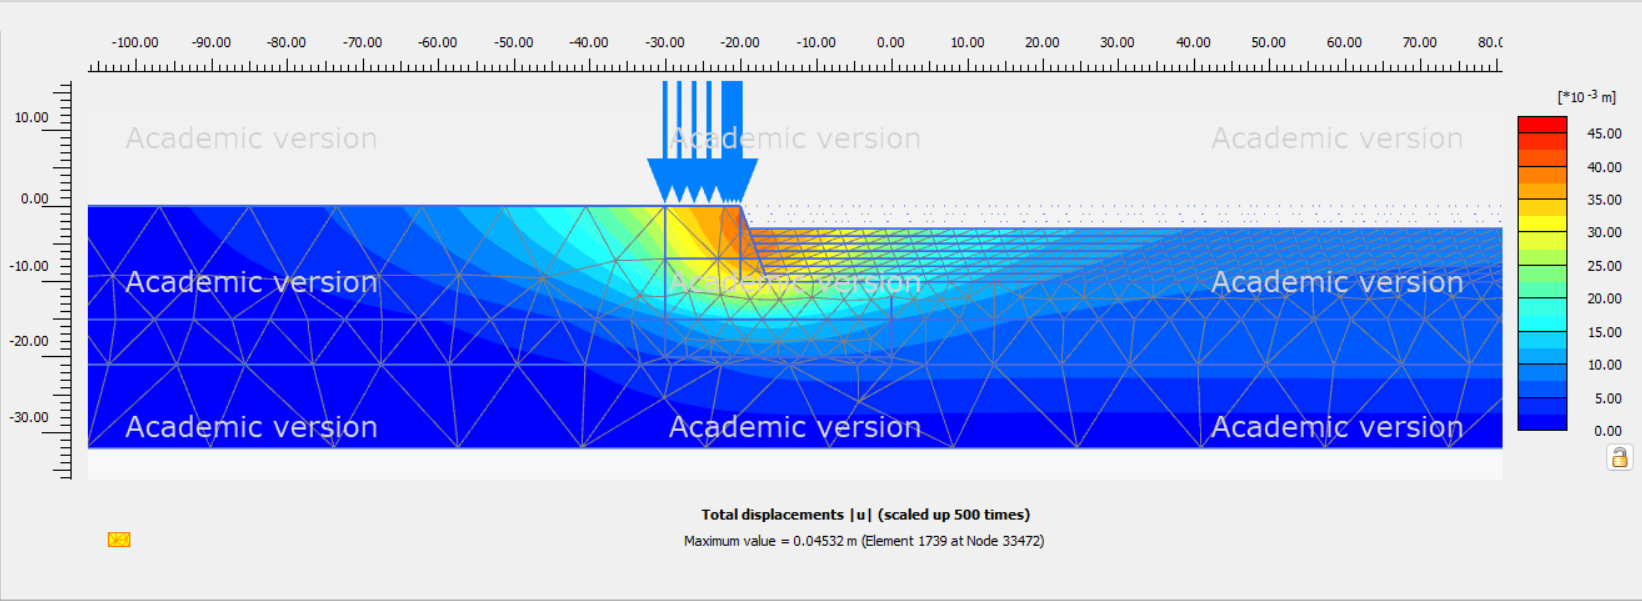 -100.00 -90.00 -80.00 -70.00 -60.00 -50.00 -40.00 -30.00 -20.00 -10.00 0.00 10.00 20.00 30.00 40.00 50.00 60.00 70.00 80.0
[*10 -3 m]
10.00
0.00
-10.00
-20.00
-30.00
Academic version Academic version Academic version
Academic version Academic version Academic version
Academic version Academic version Academic version
45.00
40.00
35.00
30.00
25.00
20.00
15.00
10.00
5.00
0.00
Total displacements |u| (scaled up 500 times)
Maximum value = 0.04532 m (Element 1739 at Node 33472)